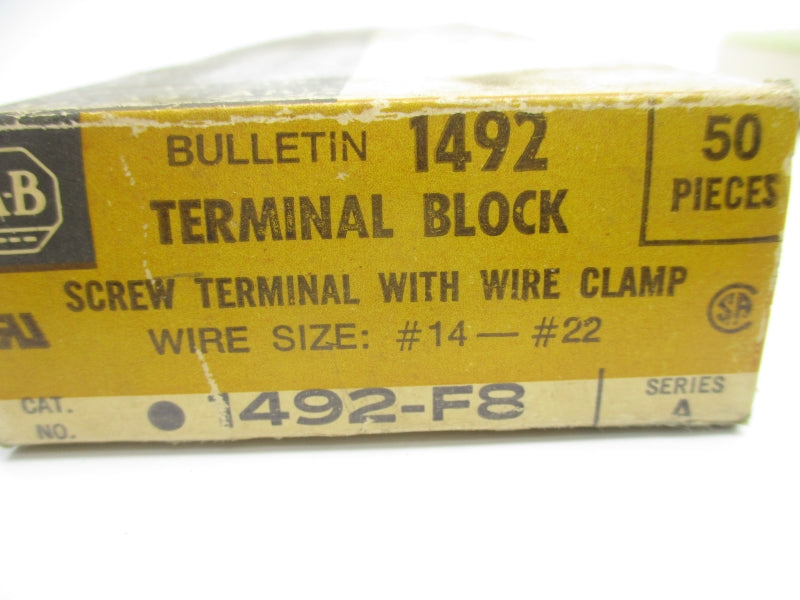 BULLETIN 1492
TERMINAL BLOCK
50
PIECES
A-B
SCREW TERMINAL WITH WIRE CLAMP
WIRE SIZE: #14 — #22
CAT.
NO.
● 1492-F8
SERIES
A